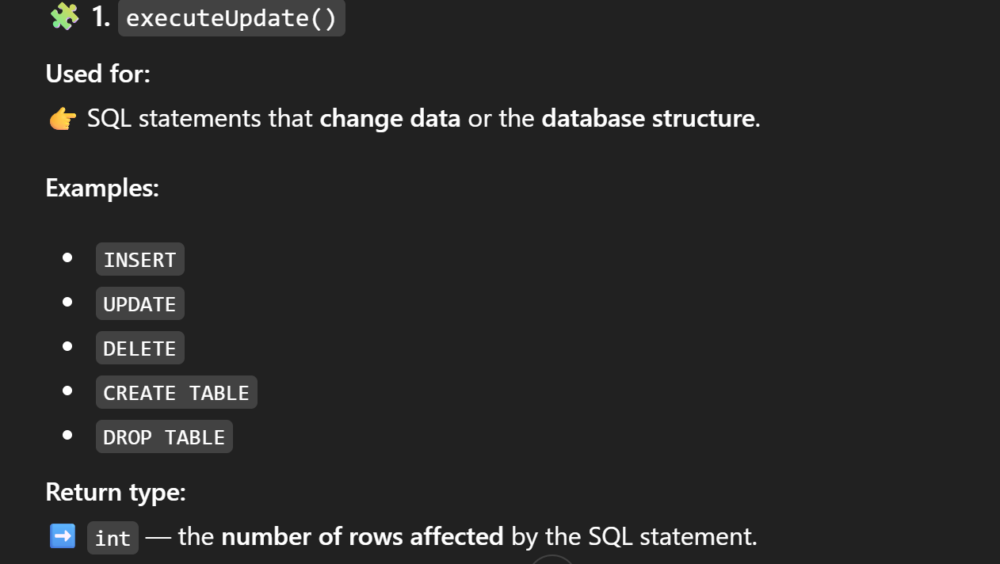 🧩 1. executeUpdate()
Used for:
👉 SQL statements that change data or the database structure.
Examples:
• INSERT
• UPDATE
• DELETE
• CREATE TABLE
• DROP TABLE
Return type:
➡️ int — the number of rows affected by the SQL statement.